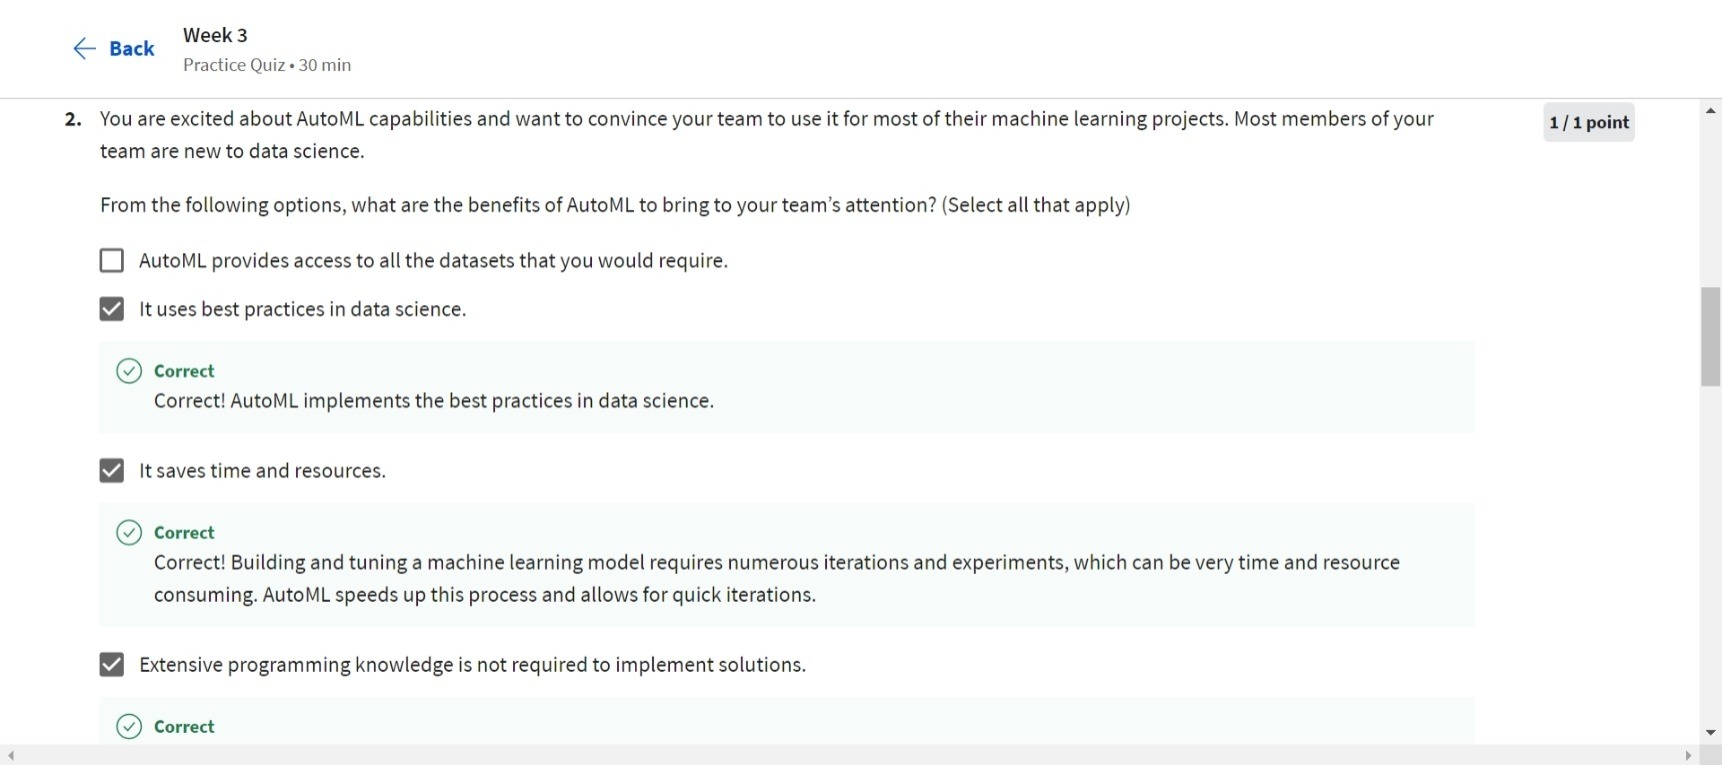 Back
Week 3
Practice Quiz • 30 min
2. You are excited about AutoML capabilities and want to convince your team to use it for most of their machine learning projects. Most members of your
team are new to data science.
1 / 1 point
From the following options, what are the benefits of AutoML to bring to your team’s attention? (Select all that apply)
AutoML provides access to all the datasets that you would require.
It uses best practices in data science.
Correct
Correct! AutoML implements the best practices in data science.
It saves time and resources.
Correct
Correct! Building and tuning a machine learning model requires numerous iterations and experiments, which can be very time and resource
consuming. AutoML speeds up this process and allows for quick iterations.
Extensive programming knowledge is not required to implement solutions.
Correct